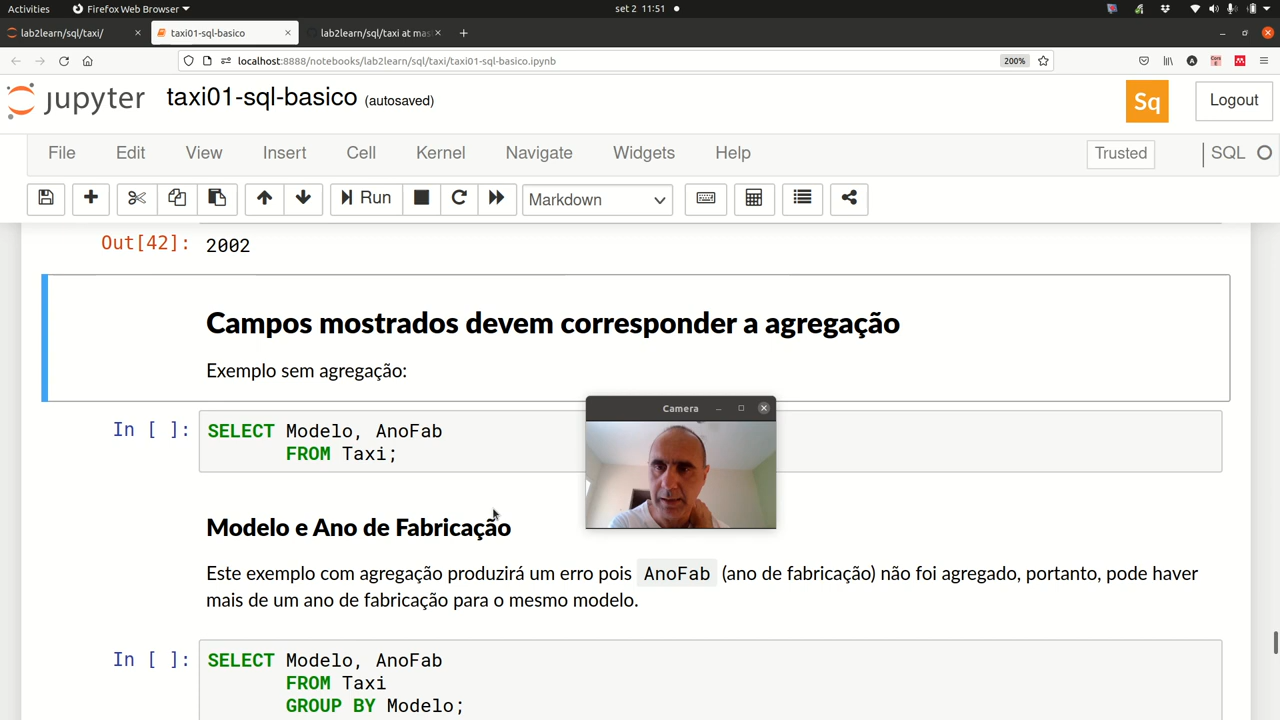 Activities
Firefox Web Browser
set 2 11:51
lab2learn/sql/taxi/
taxi01-sql-basico
lab2learn/sql/taxi at mas
localhost:8888/notebooks/lab2learn/sql/taxi/taxi01-sql-basico.ipynb
200%
jupyter
taxi01-sql-basico (autosaved)
Sq
Logout
File
Edit
View
Insert
Cell
Kernel
Navigate
Widgets
Help
Trusted
SQL
Run
Markdown
Out[42]:
2002
Campos mostrados devem corresponder a agregação
Exemplo sem agregação:
In [ ]:
SELECT Modelo, AnoFab
FROM Taxi;
Camera
Modelo e Ano de Fabricação
Este exemplo com agregação produzirá um erro pois AnoFab (ano de fabricação) não foi agregado, portanto, pode haver
mais de um ano de fabricação para o mesmo modelo.
In [ ]:
SELECT Modelo, AnoFab
FROM Taxi
GROUP BY Modelo;